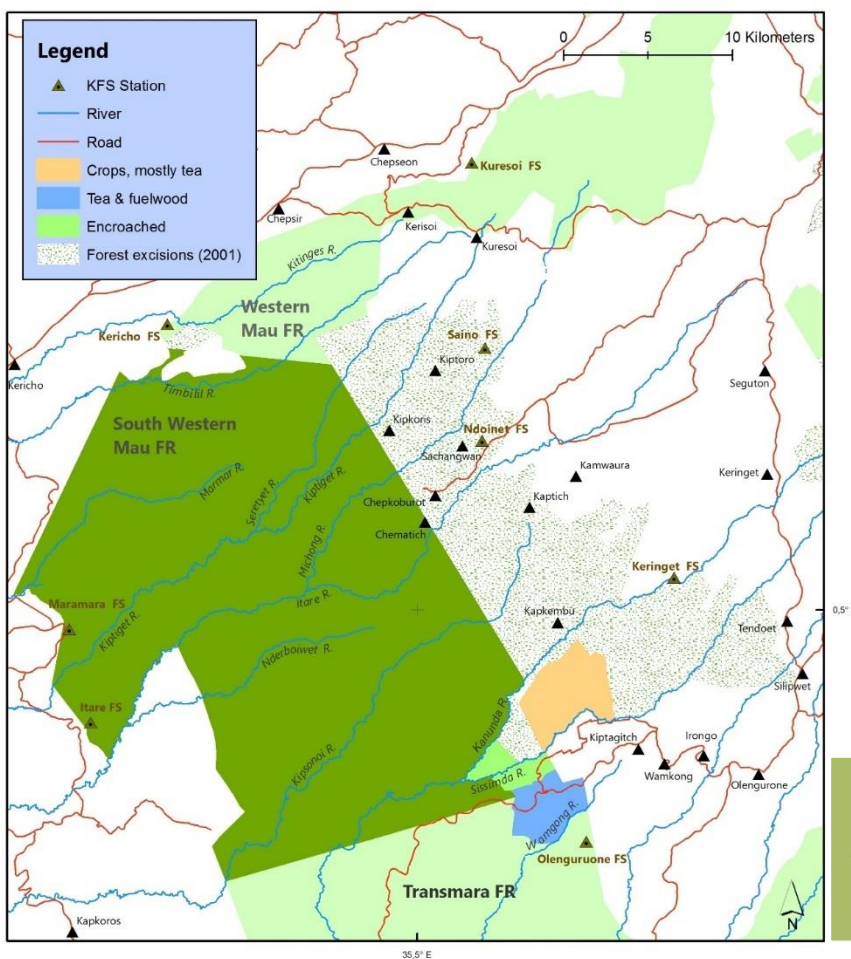 Legend
KFS Station
River
Road
Crops, mostly tea
Tea & fuelwood
Encroached
Forest excisions (2001)
0 5 10 Kilometers
Chepseon
Kuresoi FS
Chepsir
Kerisoi
Kuresoi
Kitinges R.
Western
Mau FR
Kericho FS
Saino FS
Kericho
Kiptoro
Seguton
Timbilil R.
South Western
Mau FR
Kipkoris
Ndoinet FS
Sachangwan
Marmar R.
Seretyet R.
Kiptiget R.
Kamwaura
Keringet
Chepkoburot
Kaptich
Chematich
Michong R.
Keringet FS
Itare R.
Maramara FS
Kiptiget R.
Kapkembu
Tendoet
0,5°
Nderboiwet R.
Silipwet
Itare FS
Kanunda R.
Kipsonoi R.
Kiptagitch
Irongo
Wamkong
Olengurone
Sissimda R.
Wamgong R.
Olenguruone FS
Transmara FR
Kapkoros
N
35,5° E